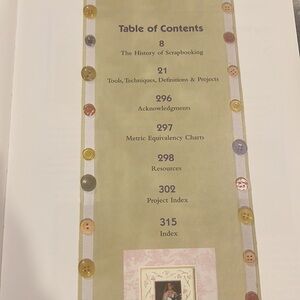 Table of Contents
8
The History of Scrapbooking
21
Tools, Techniques, Definitions & Projects
296
Acknowledgments
297
Metric Equivalency Charts
298
Resources
302
Project Index
315
Index